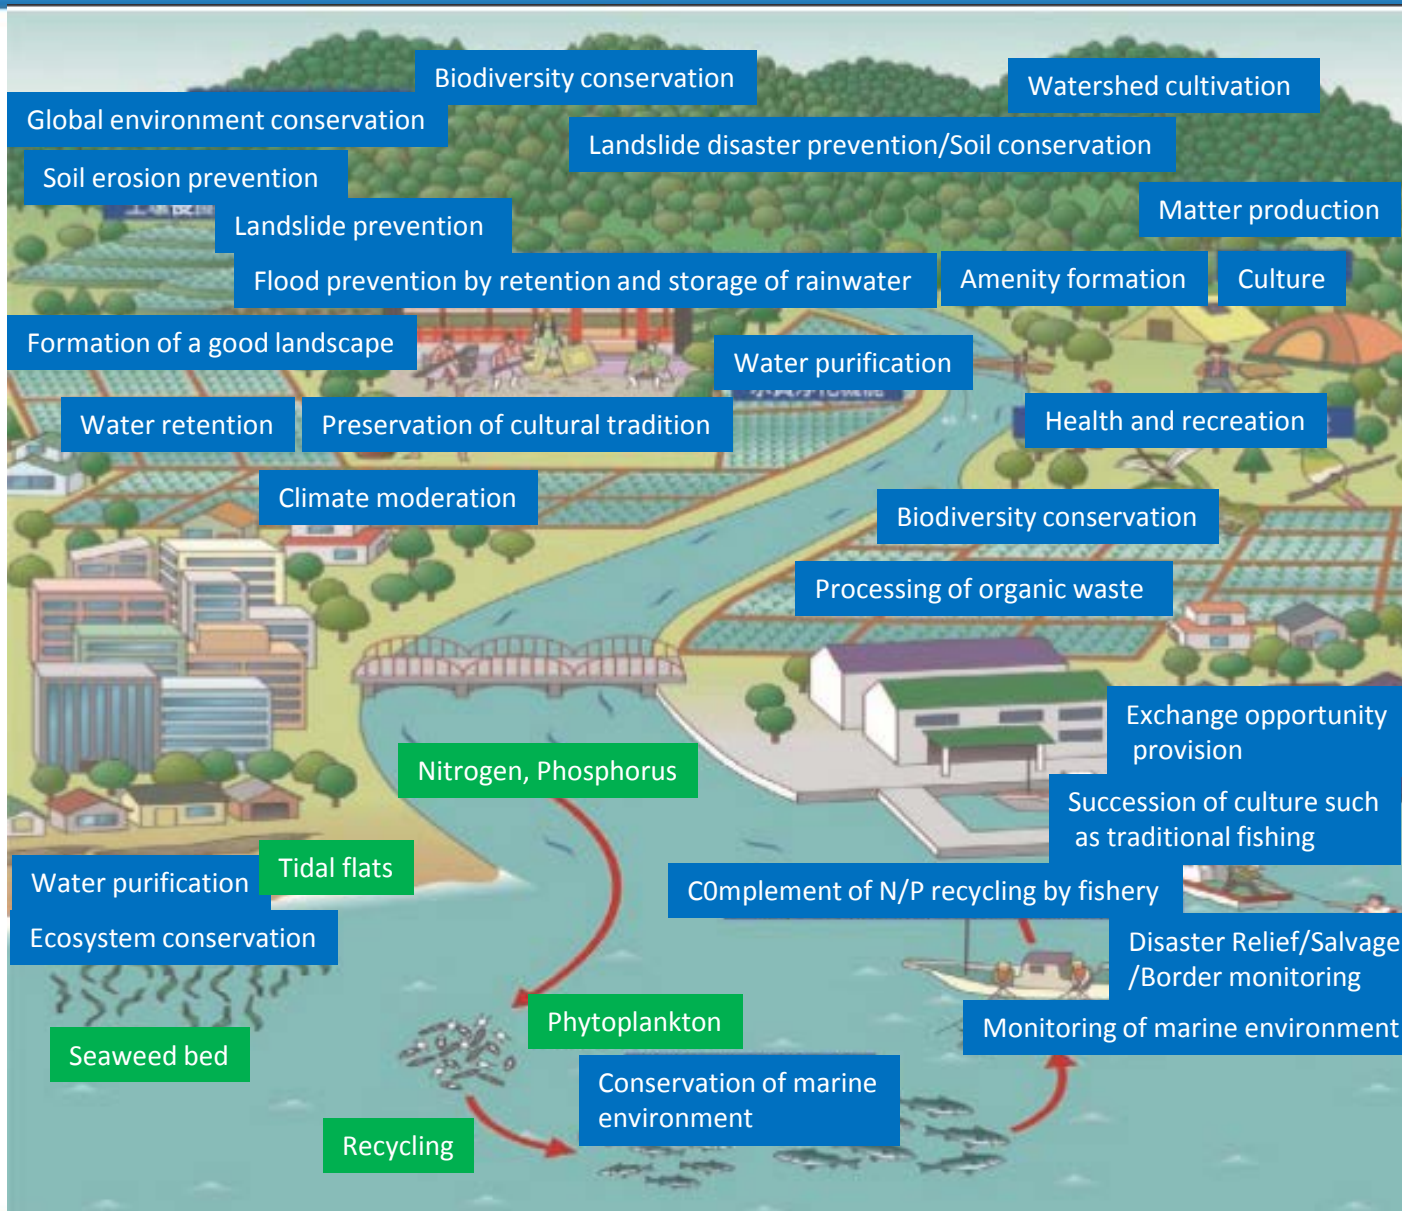 Biodiversity conservation
Watershed cultivation
Global environment conservation
Landslide disaster prevention/Soil conservation
Soil erosion prevention
Matter production
Landslide prevention
Flood prevention by retention and storage of rainwater
Amenity formation
Culture
Formation of a good landscape
Water purification
Water retention
Preservation of cultural tradition
Health and recreation
Climate moderation
Biodiversity conservation
Processing of organic waste
Exchange opportunity
provision
Nitrogen, Phosphorus
Succession of culture such
as traditional fishing
Tidal flats
Water purification
C0mplement of N/P recycling by fishery
Ecosystem conservation
Disaster Relief/Salvage
/Border monitoring
Phytoplankton
Monitoring of marine environment
Seaweed bed
Conservation of marine
environment
Recycling